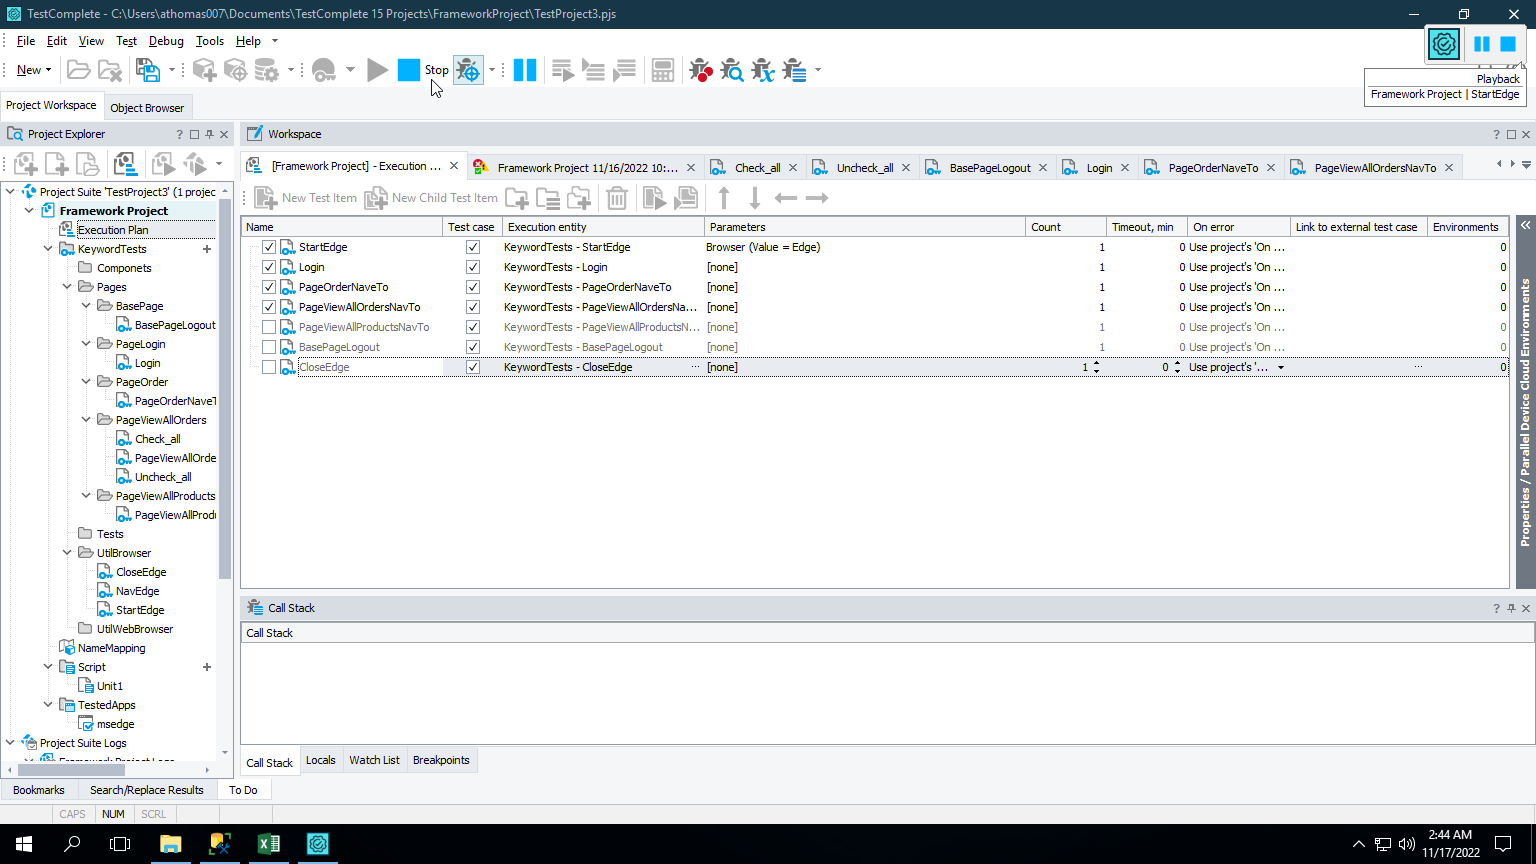 TestComplete - C:\Users\athomas007\Documents\TestComplete 15 Projects\FrameworkProject\TestProject3.pjs
File Edit View Test Debug Tools Help
New Stop
Playback
Framework Project | StartEdge
Project Workspace Object Browser
Project Explorer
Workspace
[Framework Project] - Execution ... Framework Project 11/16/2022 10:... Check_all Uncheck_all BasePageLogout Login PageOrderNaveTo PageViewAllOrdersNavTo
New Test Item New Child Test Item
Project Suite 'TestProject3' (1 projec
Framework Project
Execution Plan
KeywordTests
Componets
Pages
BasePage
BasePageLogout
PageLogin
Login
PageOrder
PageOrderNaveT
PageViewAllOrders
Check_all
PageViewAllOrde
Uncheck_all
PageViewAllProducts
PageViewAllProdu
Tests
UtilBrowser
CloseEdge
NavEdge
StartEdge
UtilWebBrowser
NameMapping
Script
Unit1
TestedApps
msedge
Project Suite Logs
Framework Project Logs
Name Test case Execution entity Parameters Count Timeout, min On error Link to external test case Environments
StartEdge KeywordTests - StartEdge Browser (Value = Edge) 1 0 Use project's 'On ... 0
Login KeywordTests - Login [none] 1 0 Use project's 'On ... 0
PageOrderNaveTo KeywordTests - PageOrderNaveTo [none] 1 0 Use project's 'On ... 0
PageViewAllOrdersNavTo KeywordTests - PageViewAllOrdersNa... [none] 1 0 Use project's 'On ... 0
PageViewAllProductsNavTo KeywordTests - PageViewAllProductsN... [none] 1 0 Use project's 'On ... 0
BasePageLogout KeywordTests - BasePageLogout [none] 1 0 Use project's 'On ... 0
CloseEdge KeywordTests - CloseEdge ... [none] 1 0 Use project's '... ... 0
Properties / Parallel Device Cloud Environments
Call Stack
Call Stack
Call Stack Locals Watch List Breakpoints
Bookmarks Search/Replace Results To Do
CAPS NUM SCRL
2:44 AM
11/17/2022